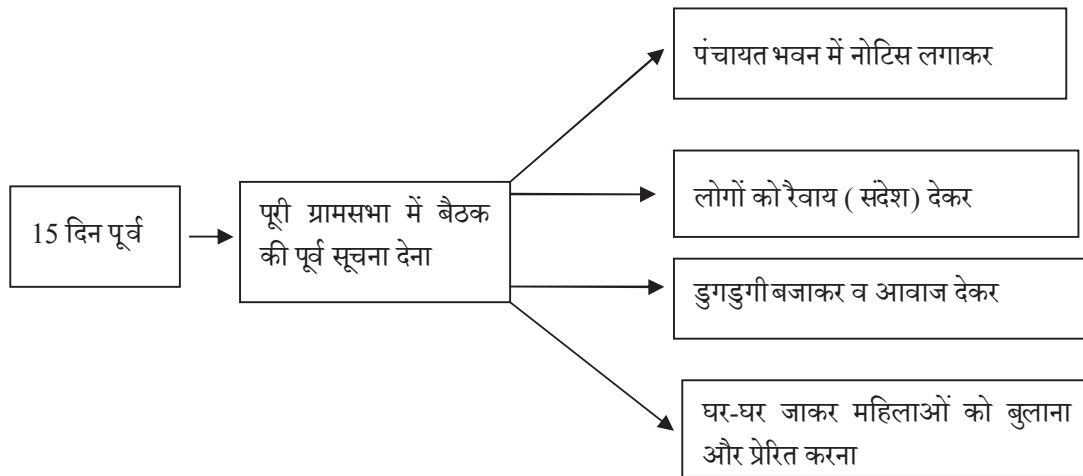 15 दिन पूर्व
पूरी ग्रामसभा में बैठक
की पूर्व सूचना देना
पंचायत भवन में नोटिस लगाकर
लोगों को रैवाय ( संदेश) देकर
डुगडुगी बजाकर व आवाज देकर
घर-घर जाकर महिलाओं को बुलाना
और प्रेरित करना